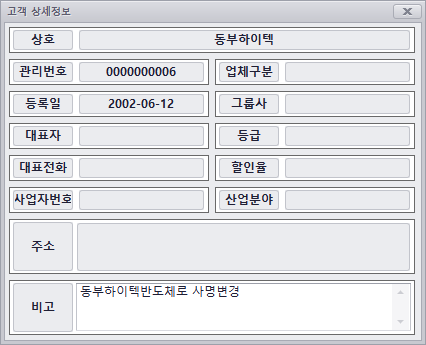 고객 상세정보
상호 동부하이텍
관리번호 0000000006 업체구분
등록일 2002-06-12 그룹사
대표자 등급
대표전화 할인율
사업자번호 산업분야
주소
비고 동부하이텍반도체로 사명변경